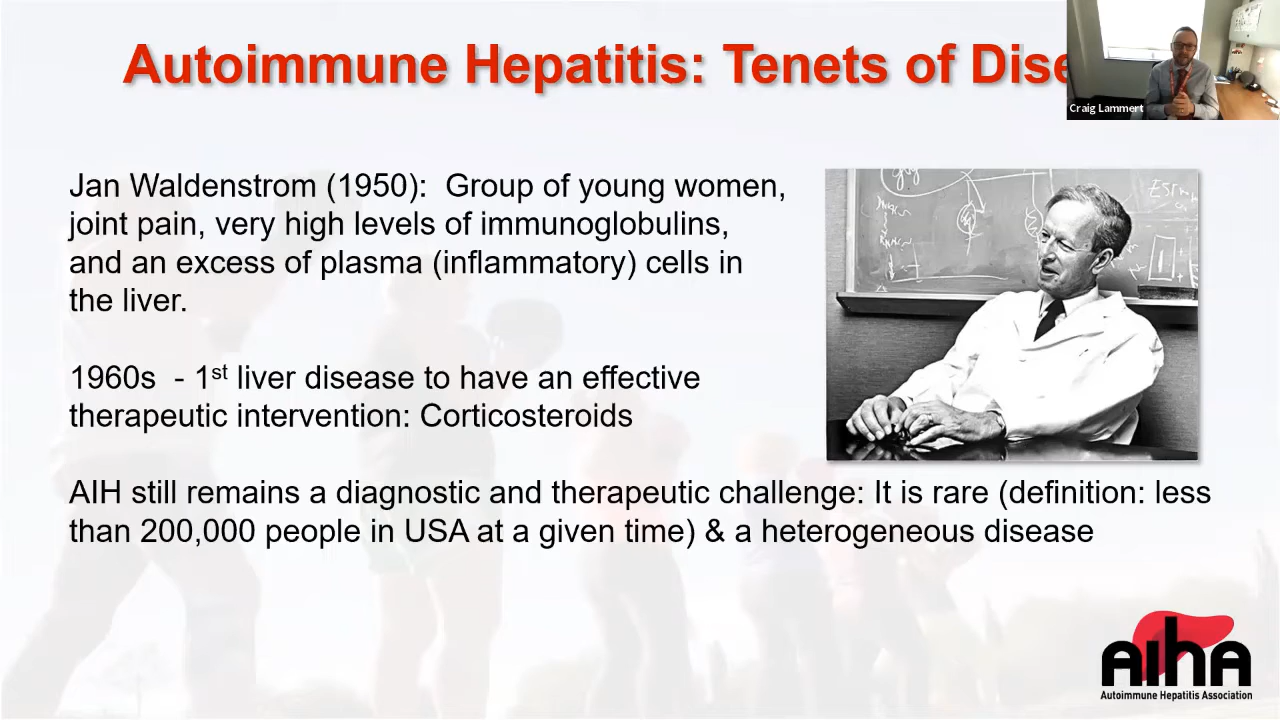 Autoimmune Hepatitis: Tenets of Dise
Craig Lammert
Jan Waldenstrom (1950):  Group of young women,
joint pain, very high levels of immunoglobulins,
and an excess of plasma (inflammatory) cells in
the liver.
1960s  - 1st liver disease to have an effective
therapeutic intervention: Corticosteroids
AIH still remains a diagnostic and therapeutic challenge: It is rare (definition: less
than 200,000 people in USA at a given time) & a heterogeneous disease
AIHA
Autoimmune Hepatitis Association